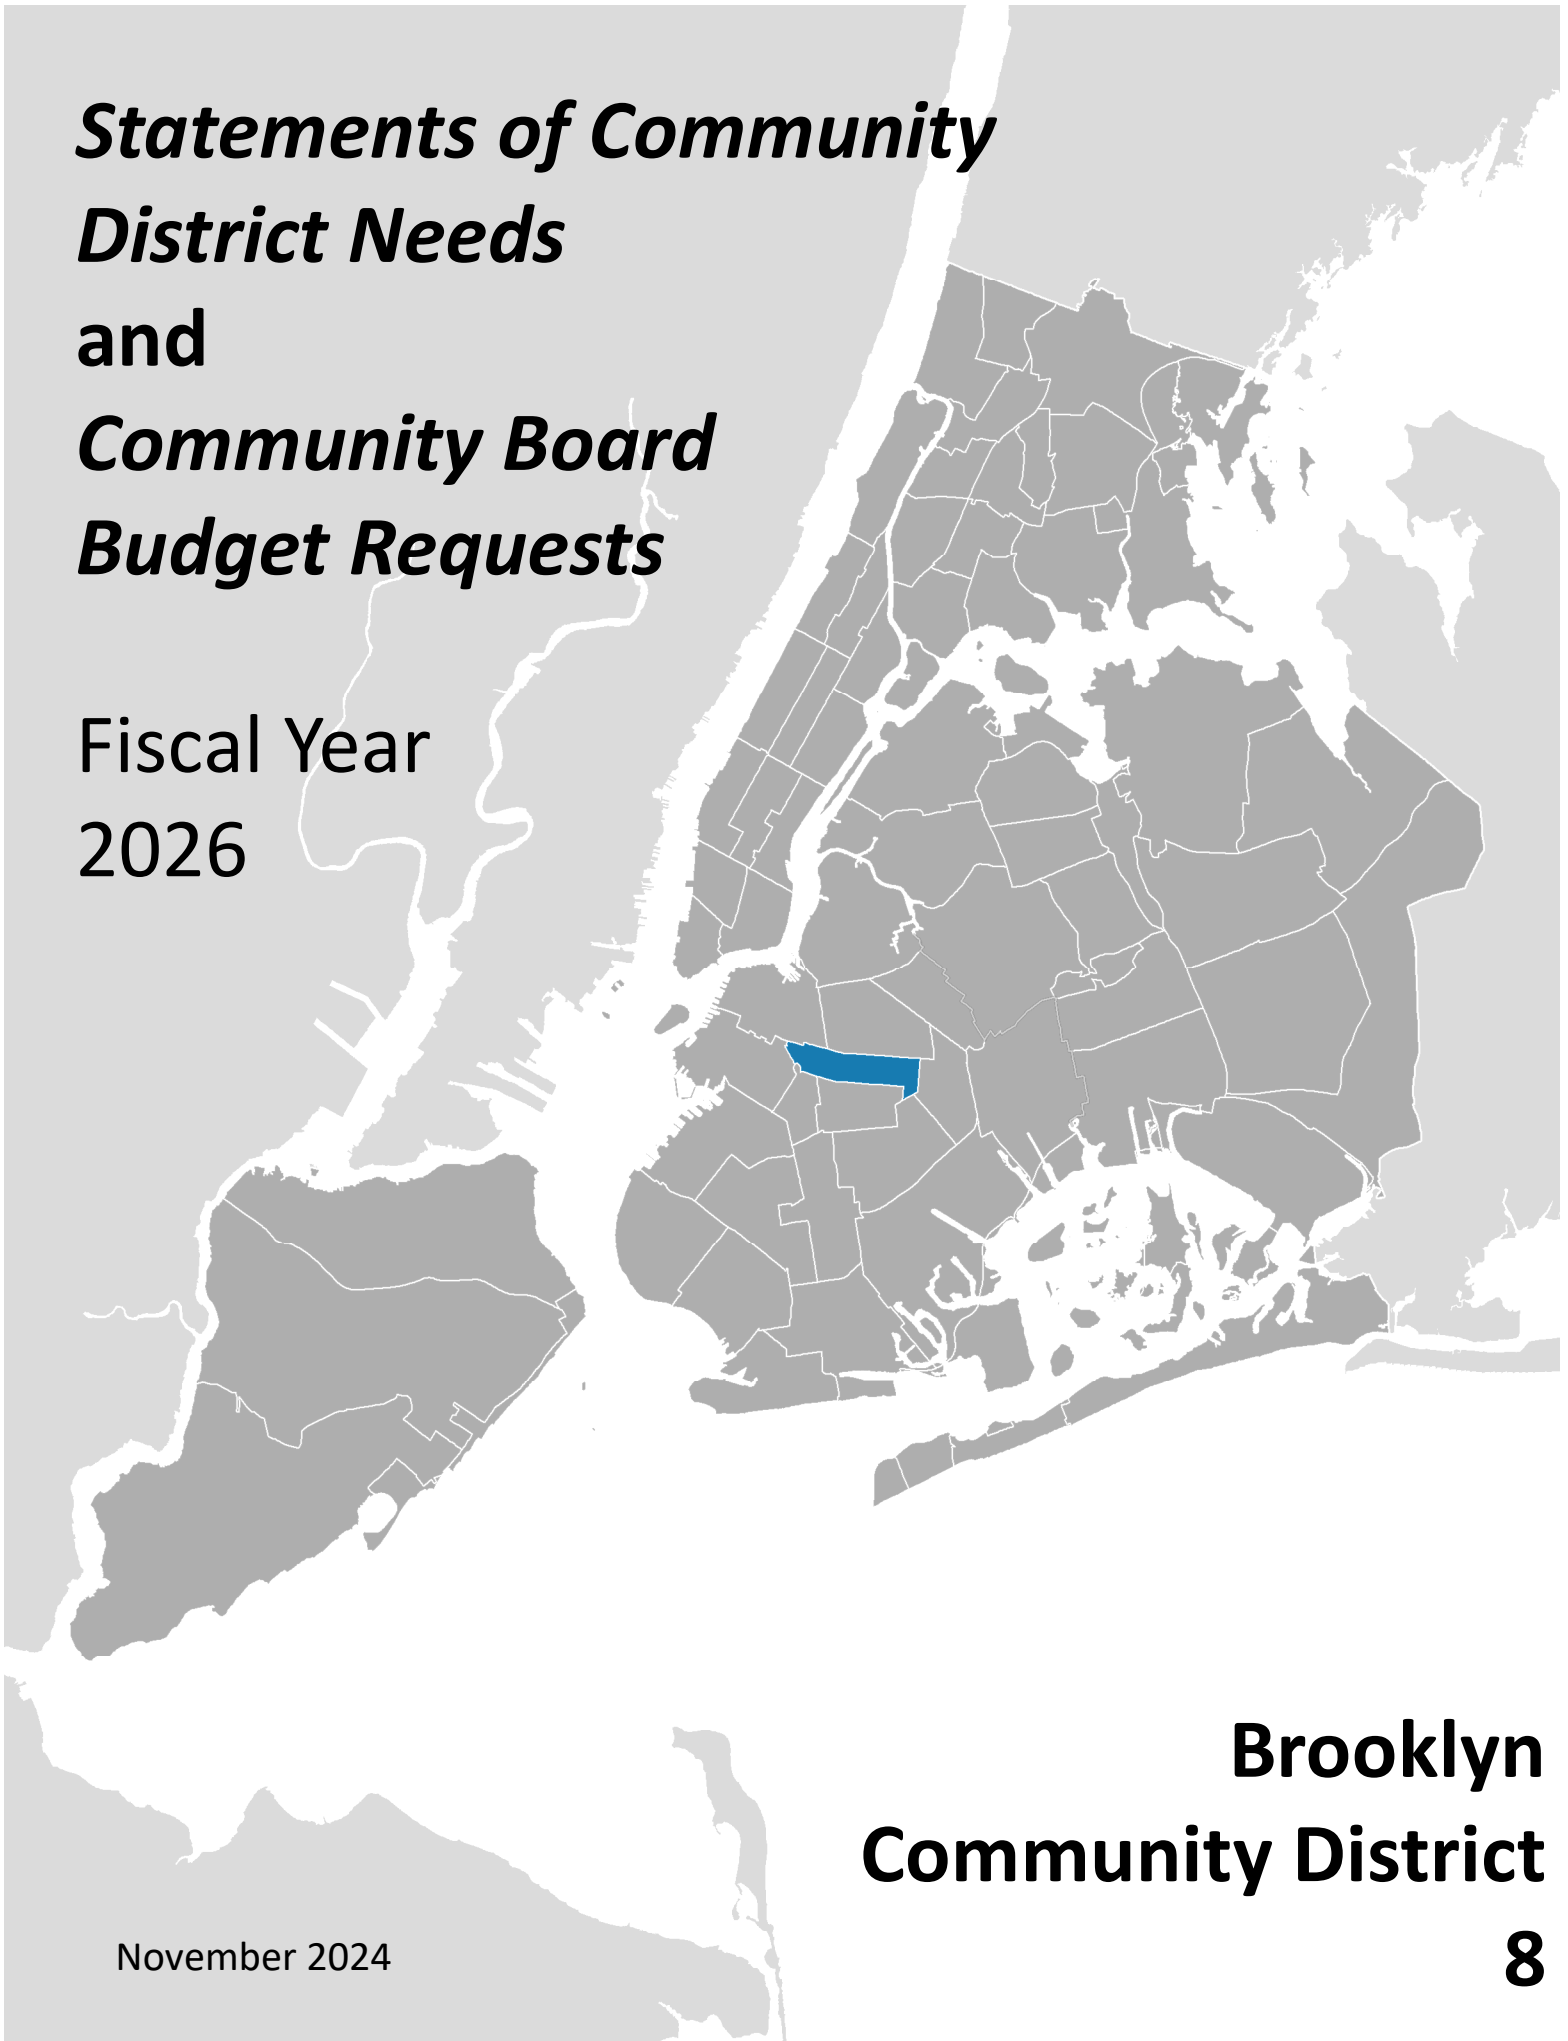 Statements of Community
District Needs
and
Community Board
Budget Requests
Fiscal Year
2026
Brooklyn
Community District
8
November 2024